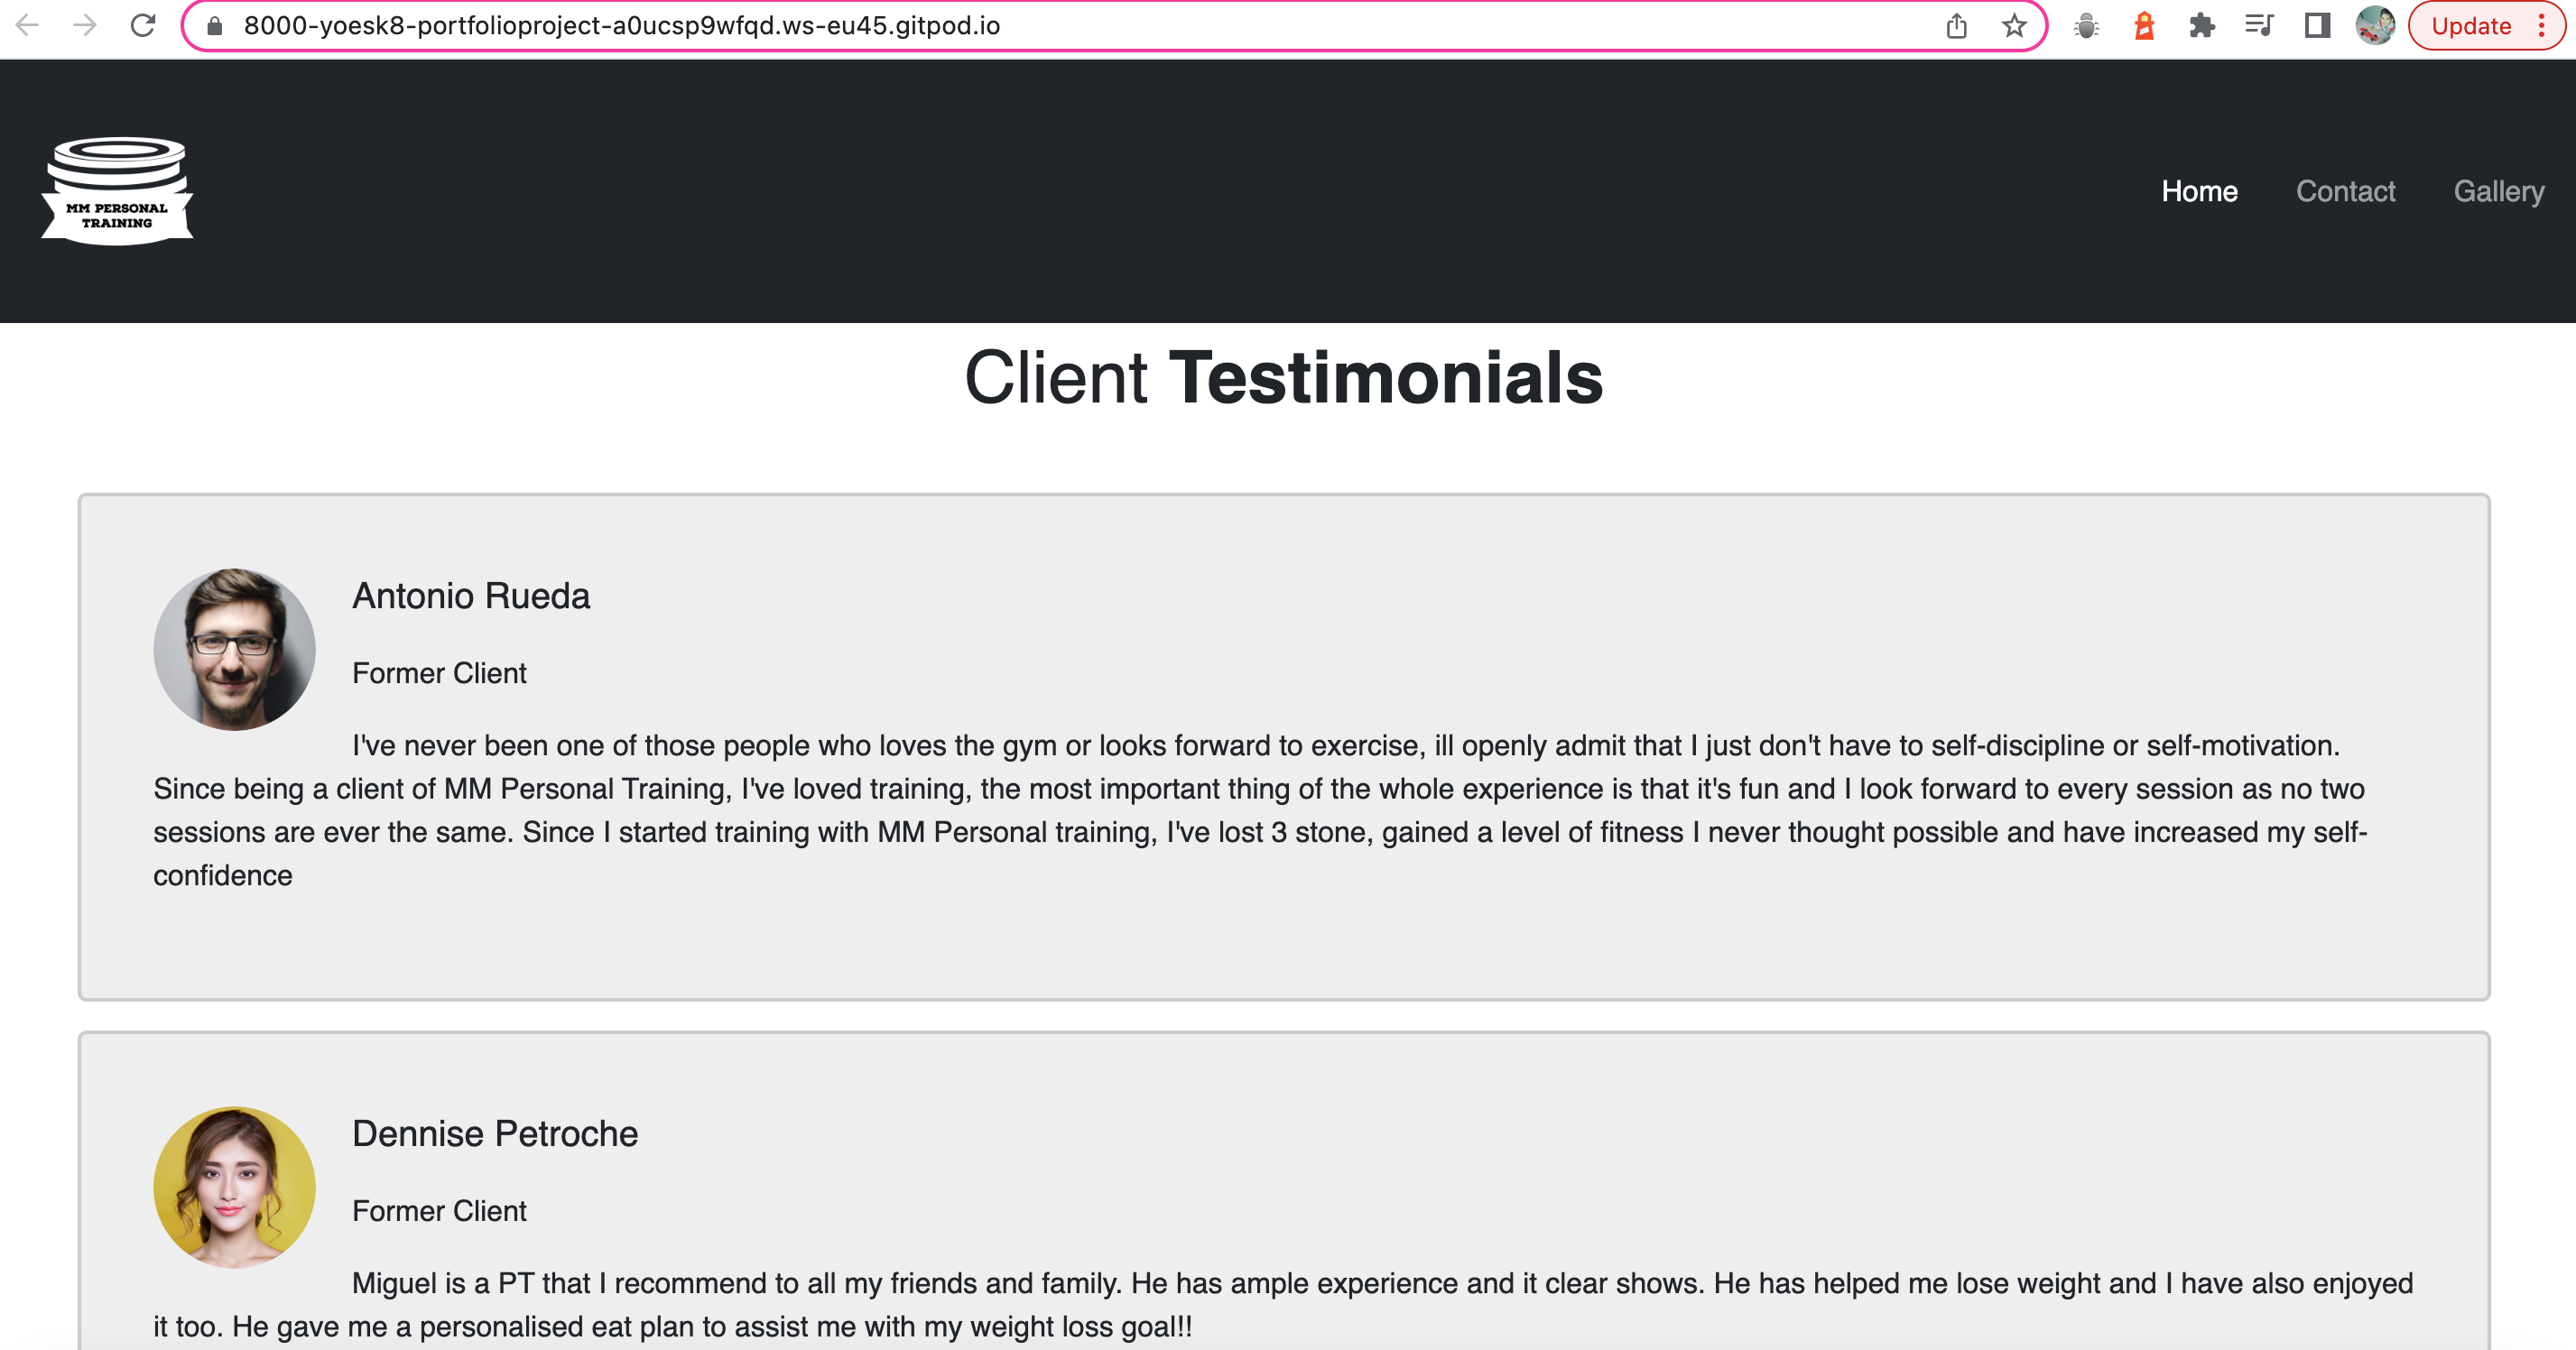 8000-yoesk8-portfolioproject-a0ucsp9wfqd.ws-eu45.gitpod.io
Update
MM PERSONAL
TRAINING
Home Contact Gallery
Client Testimonials
Antonio Rueda
Former Client
I've never been one of those people who loves the gym or looks forward to exercise, ill openly admit that I just don't have to self-discipline or self-motivation.
Since being a client of MM Personal Training, I've loved training, the most important thing of the whole experience is that it's fun and I look forward to every session as no two
sessions are ever the same. Since I started training with MM Personal training, I've lost 3 stone, gained a level of fitness I never thought possible and have increased my self-
confidence
Dennise Petroche
Former Client
Miguel is a PT that I recommend to all my friends and family. He has ample experience and it clear shows. He has helped me lose weight and I have also enjoyed
it too. He gave me a personalised eat plan to assist me with my weight loss goal!!